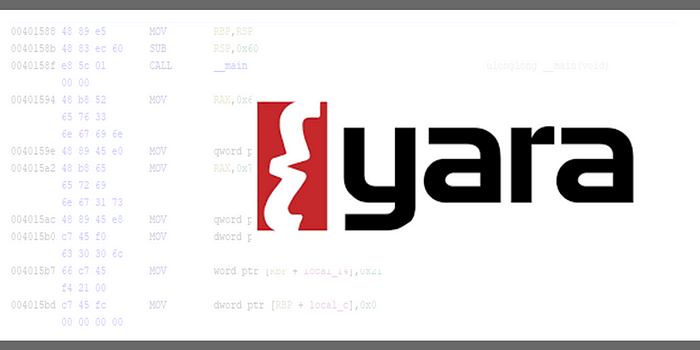 00401588 48 89 e5 MOV RBP,RSP
0040158b 48 83 ec 60 SUB RSP,0x60
0040158f e8 5c 01 CALL __main ulonglong __main(void)
00 00
00401594 48 b8 52 MOV RAX,0x6
65 76 33
6e 67 69 6e
0040159e 48 89 45 e0 MOV qword p
004015a2 48 b8 65 MOV RAX,0x7
65 72 69
6e 67 31 73
004015ac 48 89 45 e8 MOV qword p
004015b0 c7 45 f0 MOV dword p
63 30 30 6c
004015b7 66 c7 45 MOV word ptr [RBP + local_14],0x21
f4 21 00
004015bd c7 45 fc MOV dword ptr [RBP + local_c],0x0
00 00 00 00
yara